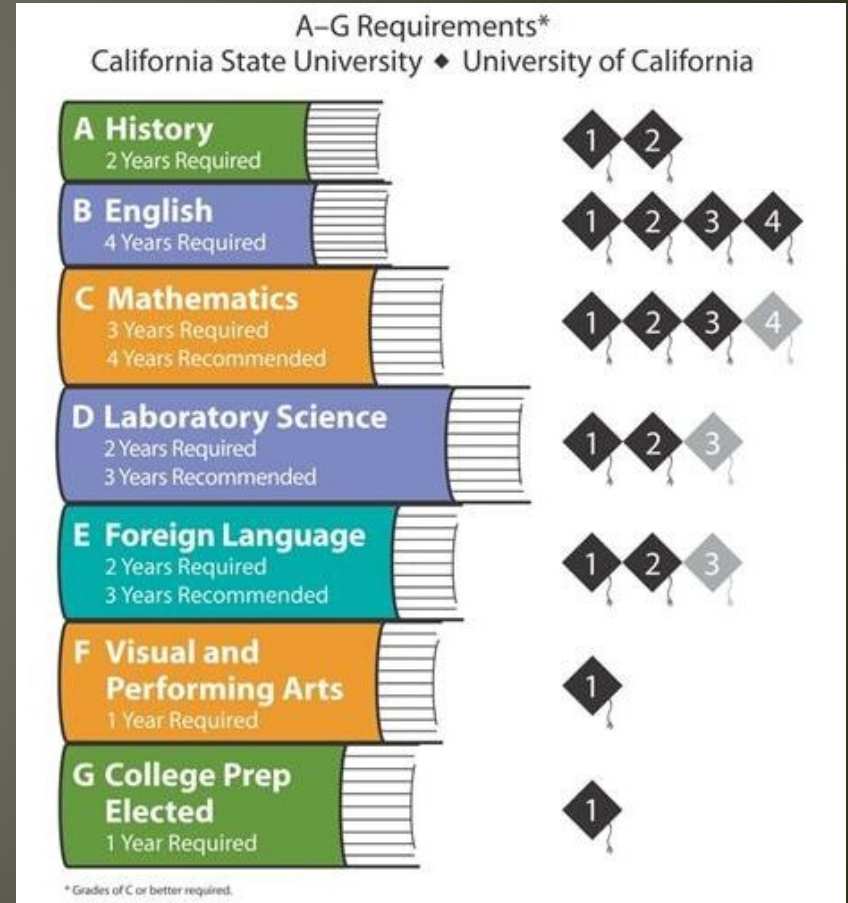 A–G Requirements*
California State University ◆ University of California
A History
2 Years Required
1 2
B English
4 Years Required
1 2 3 4
C Mathematics
3 Years Required
4 Years Recommended
1 2 3 4
D Laboratory Science
2 Years Required
3 Years Recommended
1 2 3
E Foreign Language
2 Years Required
3 Years Recommended
1 2 3
F Visual and
Performing Arts
1 Year Required
1
G College Prep
Elected
1 Year Required
1
* Grades of C or better required.